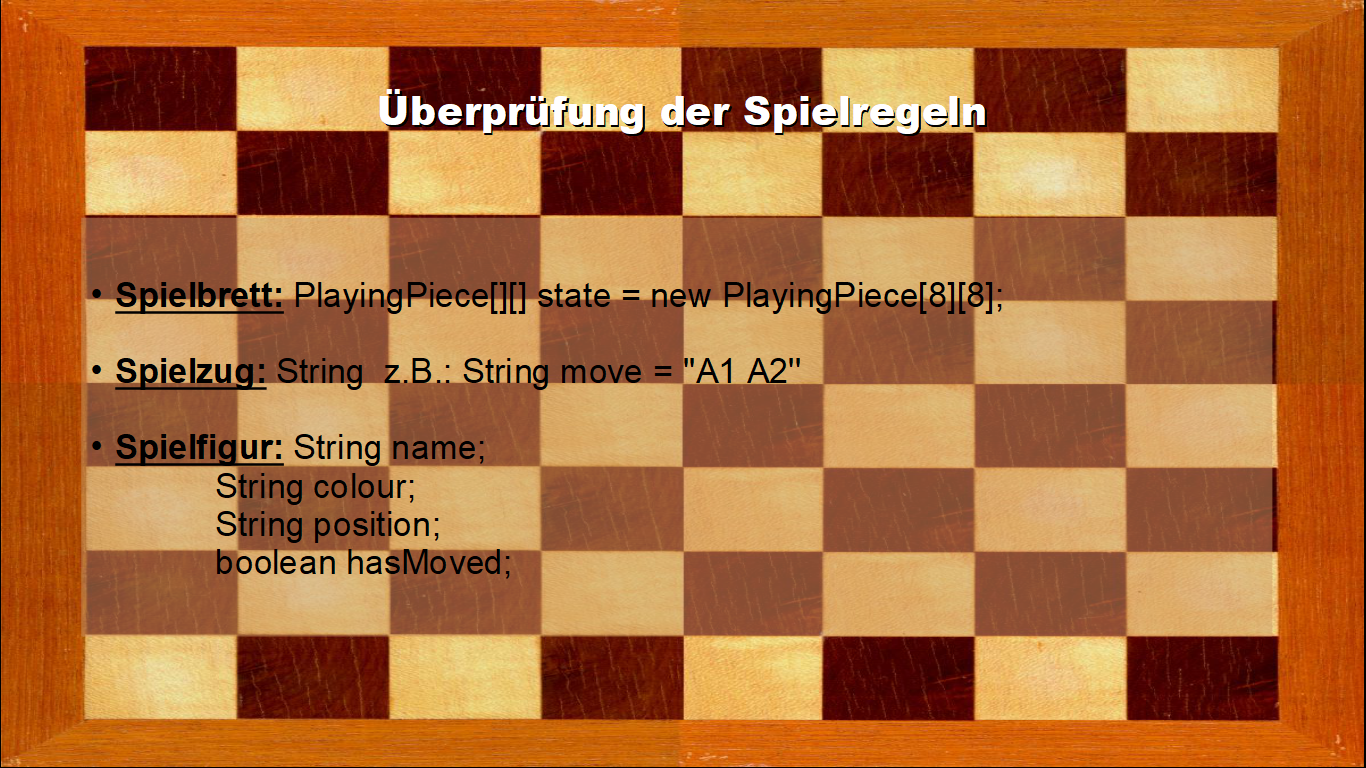 Überprüfung der Spielregeln
• Spielbrett: PlayingPiece[][] state = new PlayingPiece[8][8];
• Spielzug: String  z.B.: String move = "A1 A2"
• Spielfigur: String name;
String colour;
String position;
boolean hasMoved;